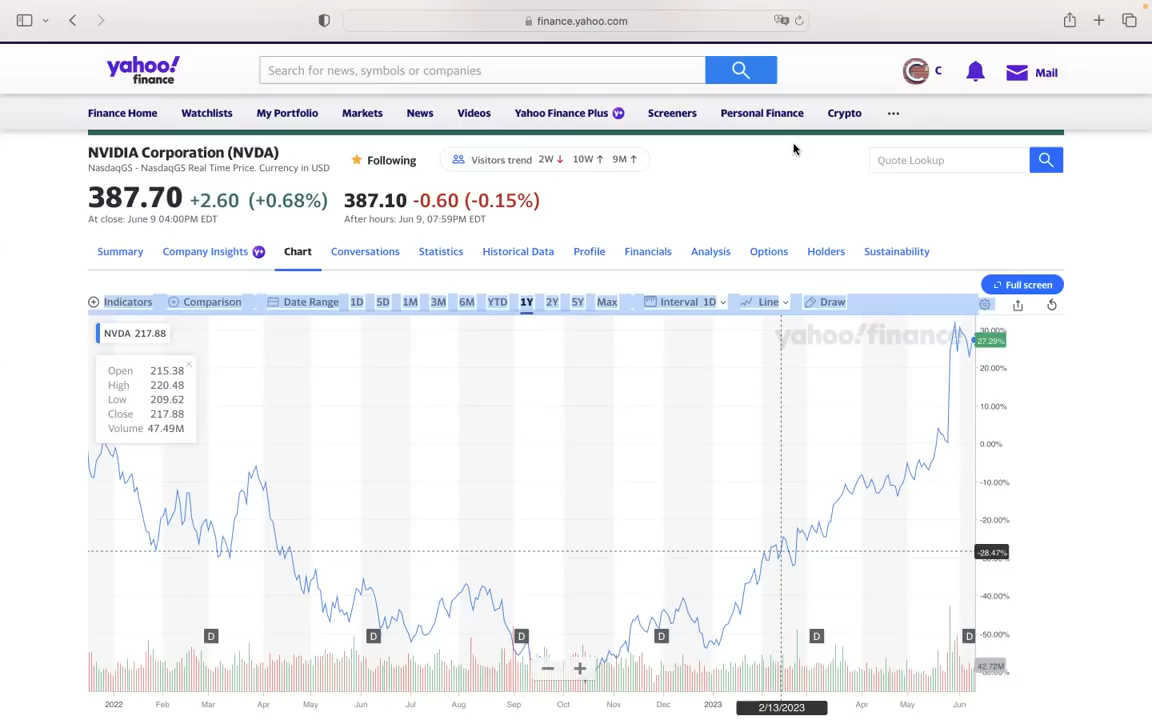 finance.yahoo.com
yahoo!
finance
Search for news, symbols or companies
C
Mail
Finance Home Watchlists My Portfolio Markets News Videos Yahoo Finance Plus Y+ Screeners Personal Finance Crypto ...
NVIDIA Corporation (NVDA)
NasdaqGS - NasdaqGS Real Time Price. Currency in USD
Following
Visitors trend 2W↓ 10W↑ 9M↑
Quote Lookup
387.70 +2.60 (+0.68%)
At close: June 9 04:00PM EDT
387.10 -0.60 (-0.15%)
After hours: Jun 9, 07:59PM EDT
Summary Company Insights Y+ Chart Conversations Statistics Historical Data Profile Financials Analysis Options Holders Sustainability
Full screen
Indicators Comparison Date Range 1D 5D 1M 3M 6M YTD 1Y 2Y 5Y Max Interval 1D Line Draw
NVDA 217.88
yahoo!finance
Open 215.38
High 220.48
Low 209.62
Close 217.88
Volume 47.49M
30.00%
27.29%
20.00%
10.00%
0.00%
-10.00%
-20.00%
-28.47%
-40.00%
-50.00%
42.72M
D D D D D D
2022 Feb Mar Apr May Jun Jul Aug Sep Oct Nov Dec 2023 2/13/2023 Apr May Jun